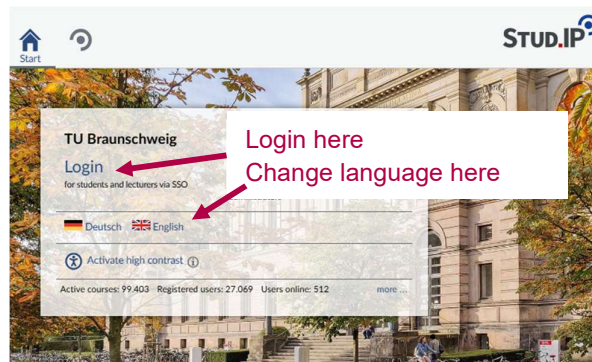 Start
STUD.IP
TU Braunschweig
Login
for students and lecturers via SSO
Login here
Change language here
Deutsch English
Activate high contrast
Active courses: 99.403 Registered users: 27.069 Users online: 512 more ...